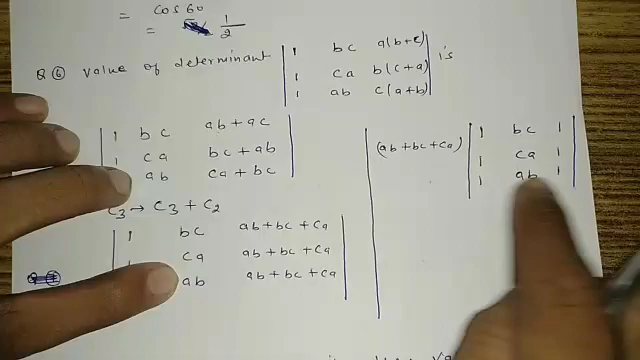 = cos 60
= 1/2
Q ⑥ Value of determinant | 1 bc a(b+c) | is
| 1 ca b(c+a) |
| 1 ab c(a+b) |
| 1 bc ab + ac |
| 1 ca bc + ab |
| ab ca + bc |
C₃ → C₃ + C₂
| 1 bc ab + bc + ca |
| ca ab + bc + ca |
| ab ab + bc + ca |
(ab + bc + ca) | 1 bc 1 |
| 1 ca 1 |
| 1 ab 1 |